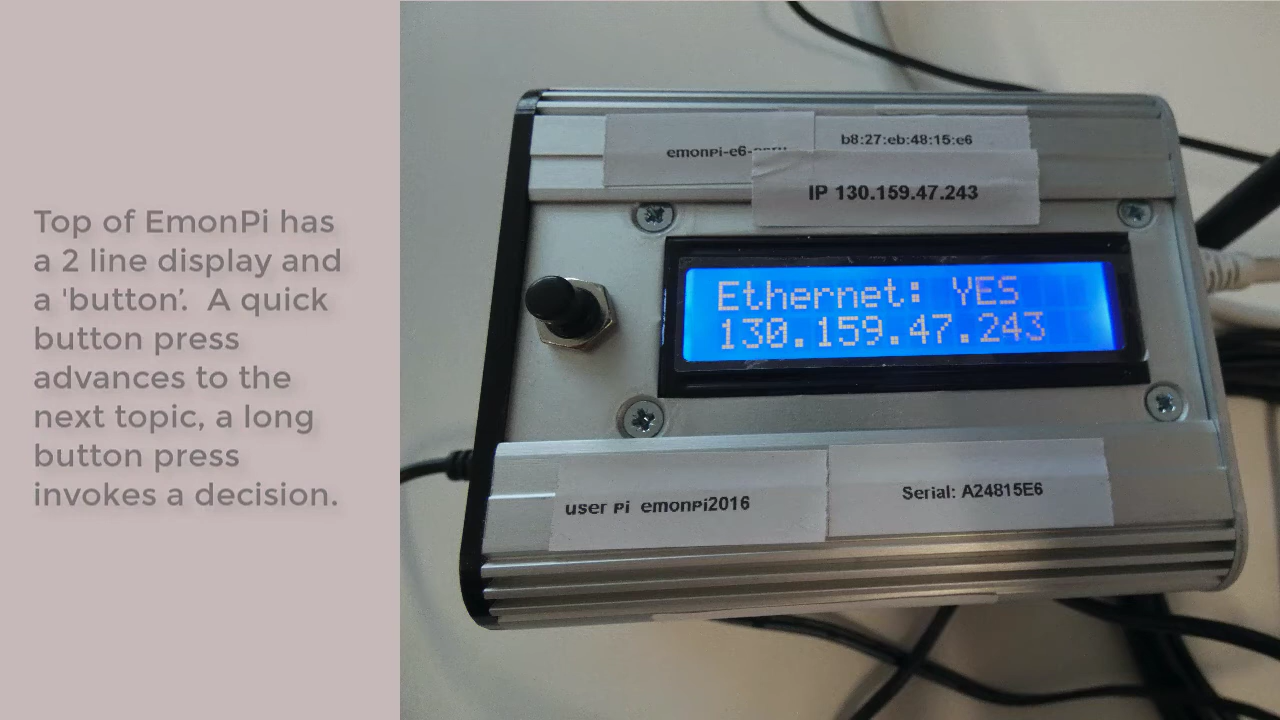 Top of EmonPi has
a 2 line display and
a 'button’.  A quick
button press
advances to the
next topic, a long
button press
invokes a decision.
b8:27:eb:48:15:e6
IP 130.159.47.243
Ethernet: YES
130.159.47.243
user pi emonpi2016
Serial: A24815E6